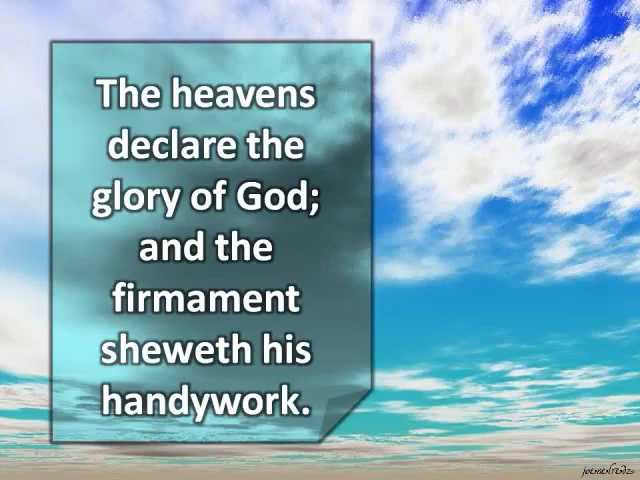 The heavens
declare the
glory of God;
and the
firmament
sheweth his
handywork.